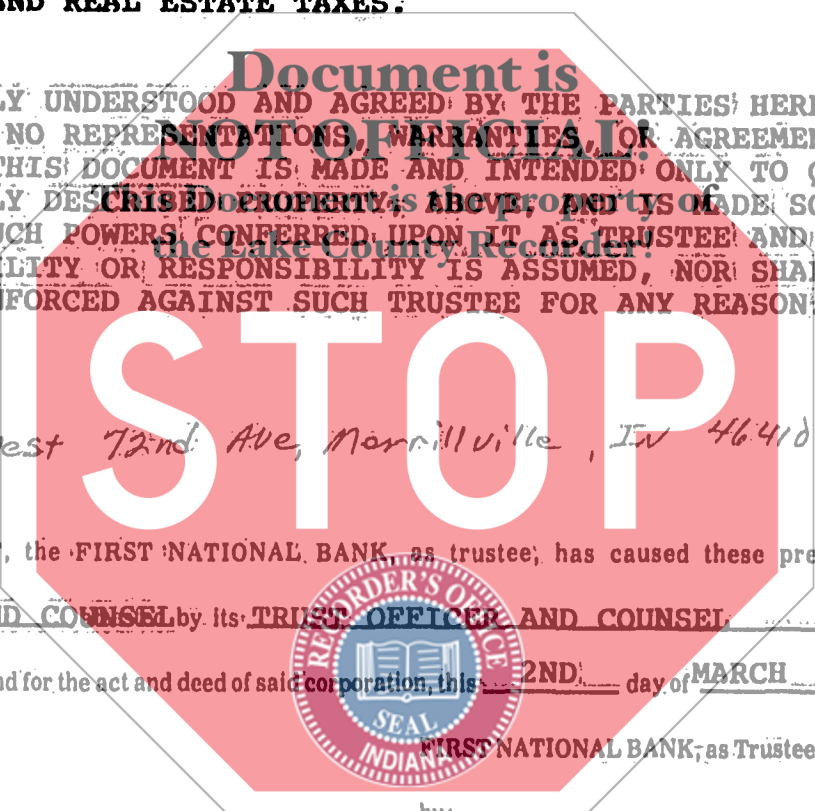 AND REAL ESTATE TAXES.
Document is
LY UNDERSTOOD AND AGREED BY THE PARTIES HERE
NOT OFFICIAL!
NO REPRESENTATIONS, WARRANTIES, OR AGREEME
THIS DOCUMENT IS MADE AND INTENDED ONLY TO
This Document is the property of
LY DESCRIBED PROPERTY, ABOVE, AND IS MADE SO
UCH POWERS CONFERRED UPON IT AS TRUSTEE AND
the Lake County Recorder!
ILITY OR RESPONSIBILITY IS ASSUMED, NOR SHAL
NFORCED AGAINST SUCH TRUSTEE FOR ANY REASON
STOP
est 72nd Ave, Merrillville, IN 46410
, the FIRST NATIONAL BANK, as trustee, has caused these pre
D COUNSEL by its TRUST OFFICER AND COUNSEL
nd for the act and deed of said corporation, this 2ND day of MARCH
RECORDER'S OFFICE
SEAL
INDIANA
FIRST NATIONAL BANK, as Trustee